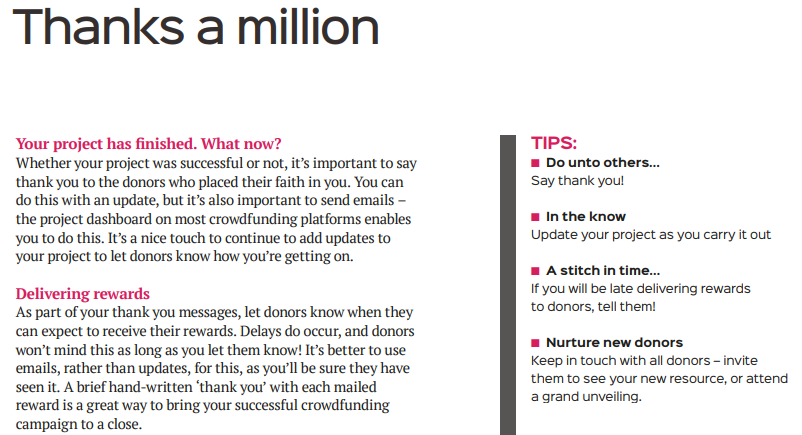 Thanks a million
Your project has finished. What now?
Whether your project was successful or not, it's important to say
thank you to the donors who placed their faith in you. You can
do this with an update, but it's also important to send emails –
the project dashboard on most crowdfunding platforms enables
you to do this. It's a nice touch to continue to add updates to
your project to let donors know how you're getting on.
Delivering rewards
As part of your thank you messages, let donors know when they
can expect to receive their rewards. Delays do occur, and donors
won't mind this as long as you let them know! It's better to use
emails, rather than updates, for this, as you'll be sure they have
seen it. A brief hand-written 'thank you' with each mailed
reward is a great way to bring your successful crowdfunding
campaign to a close.
TIPS:
■ Do unto others...
Say thank you!
■ In the know
Update your project as you carry it out
■ A stitch in time...
If you will be late delivering rewards
to donors, tell them!
■ Nurture new donors
Keep in touch with all donors – invite
them to see your new resource, or attend
a grand unveiling.